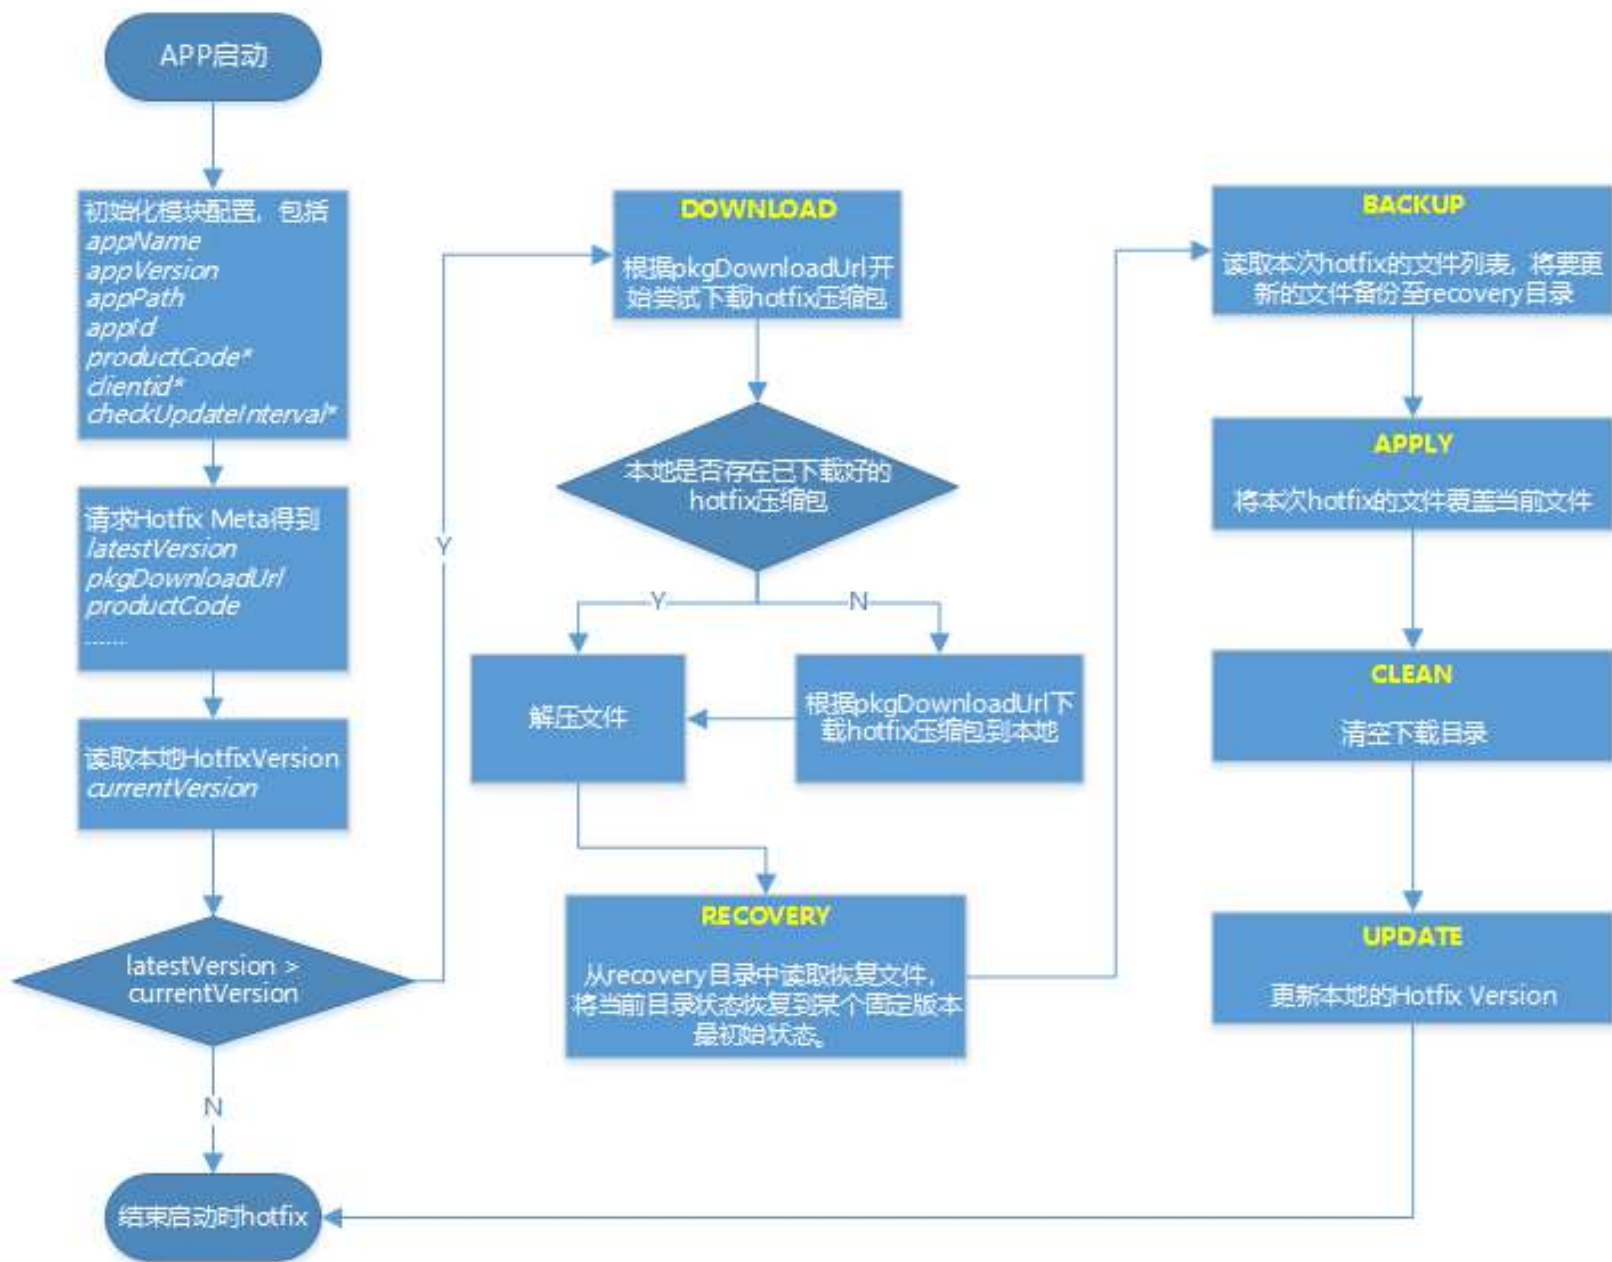 APP启动
初始化模块配置，包括
appName
appVersion
appPath
appId
productCode*
clientid*
checkUpdateInterval*
请求Hotfix Meta得到
latestVersion
pkgDownloadUrl
productCode
......
读取本地HotfixVersion
currentVersion
latestVersion >
currentVersion
Y
N
结束启动时hotfix
DOWNLOAD
根据pkgDownloadUrl开
始尝试下载hotfix压缩包
本地是否存在已下载好的
hotfix压缩包
Y
N
解压文件
根据pkgDownloadUrl下
载hotfix压缩包到本地
RECOVERY
从recovery目录中读取恢复文件，
将当前目录状态恢复到某个固定版本
最初始状态。
BACKUP
读取本次hotfix的文件列表，将要更
新的文件备份至recovery目录
APPLY
将本次hotfix的文件覆盖当前文件
CLEAN
清空下载目录
UPDATE
更新本地的Hotfix Version